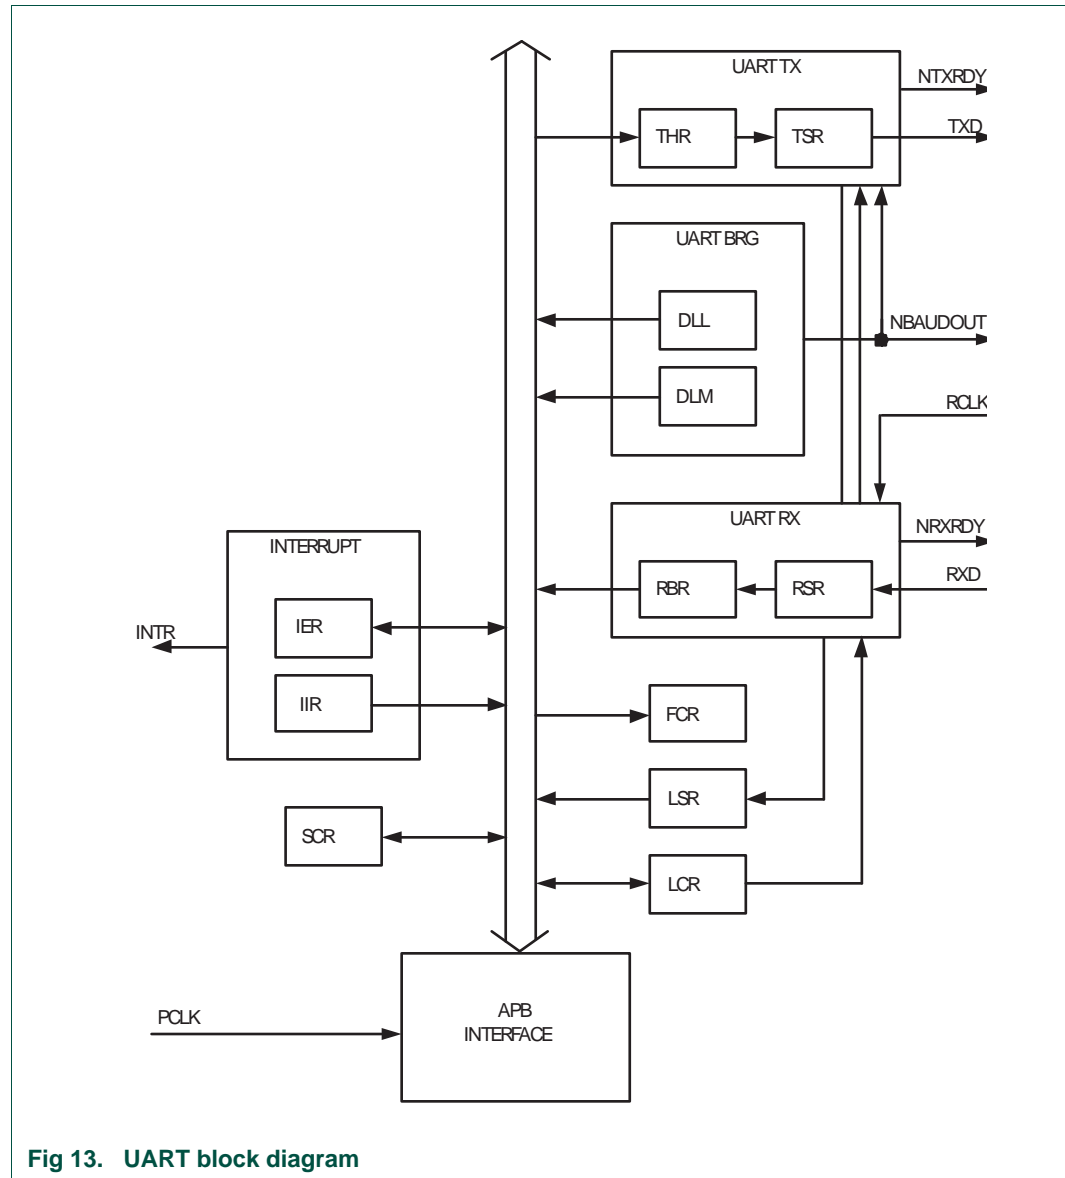 UART TX
NTXRDY
THR
TSR
TXD
UART BRG
DLL
NBAUDOUT
DLM
RCLK
UART RX
NRXRDY
INTERRUPT
RBR
RSR
RXD
INTR
IER
IIR
FCR
LSR
SCR
LCR
PCLK
APB
INTERFACE
Fig 13. UART block diagram